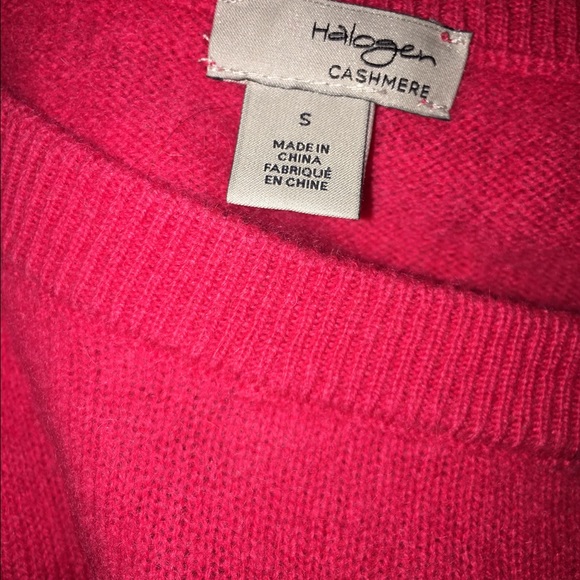 Halogen
CASHMERE
S
MADE IN
CHINA
FABRIQUÉ
EN CHINE